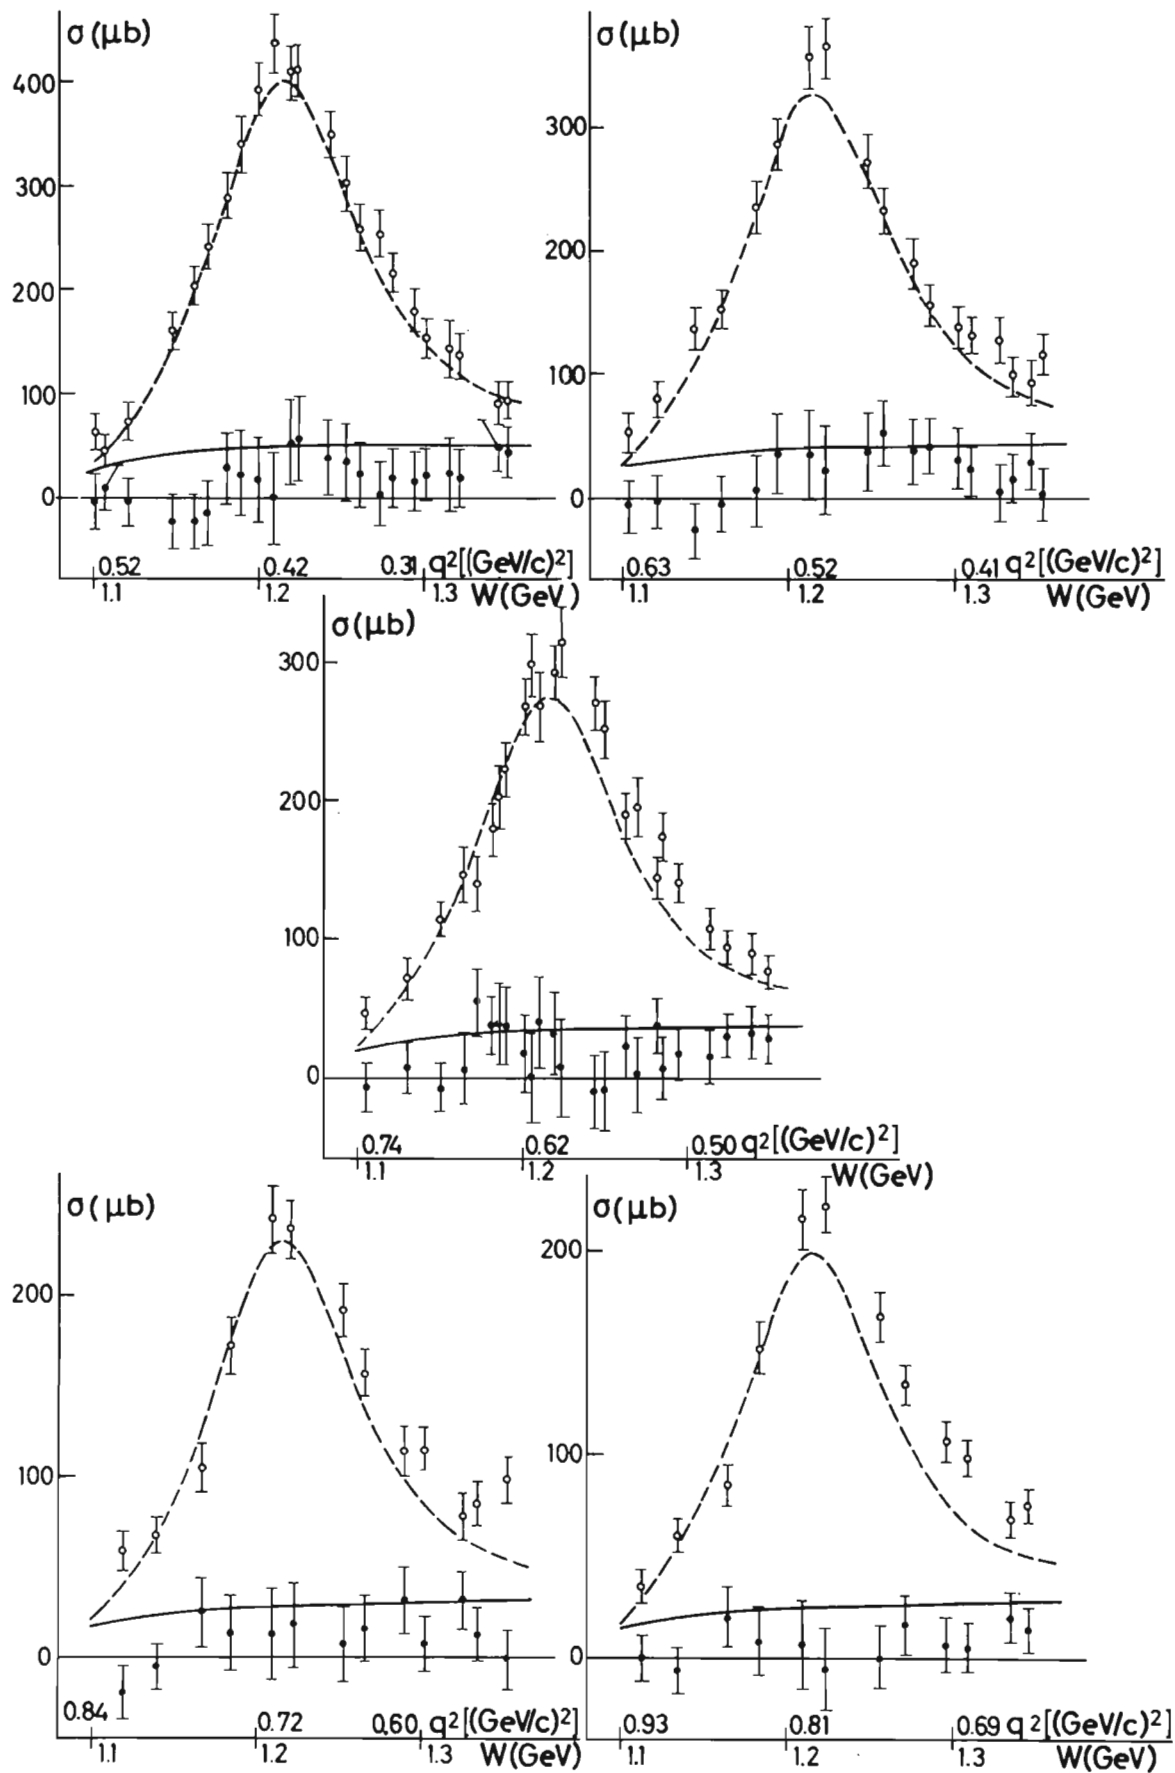 σ(μb)
400
300
200
100
0
0.52 0.42 0.31 q²[(GeV/c)²]
1.1 1.2 1.3 W(GeV)
σ(μb)
300
200
100
0
0.63 0.52 0.41 q²[(GeV/c)²]
1.1 1.2 1.3 W(GeV)
σ(μb)
300
200
100
0
0.74 0.62 0.50 q²[(GeV/c)²]
1.1 1.2 1.3 W(GeV)
σ(μb)
200
100
0
0.84 0.72 0.60 q²[(GeV/c)²]
1.1 1.2 1.3 W(GeV)
σ(μb)
200
100
0
0.93 0.81 0.69 q²[(GeV/c)²]
1.1 1.2 1.3 W(GeV)